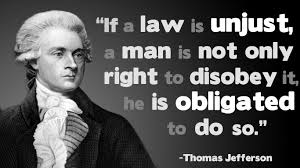 “If a law is unjust,
a man is not only
right to disobey it,
he is obligated
to do so.”
-Thomas Jefferson